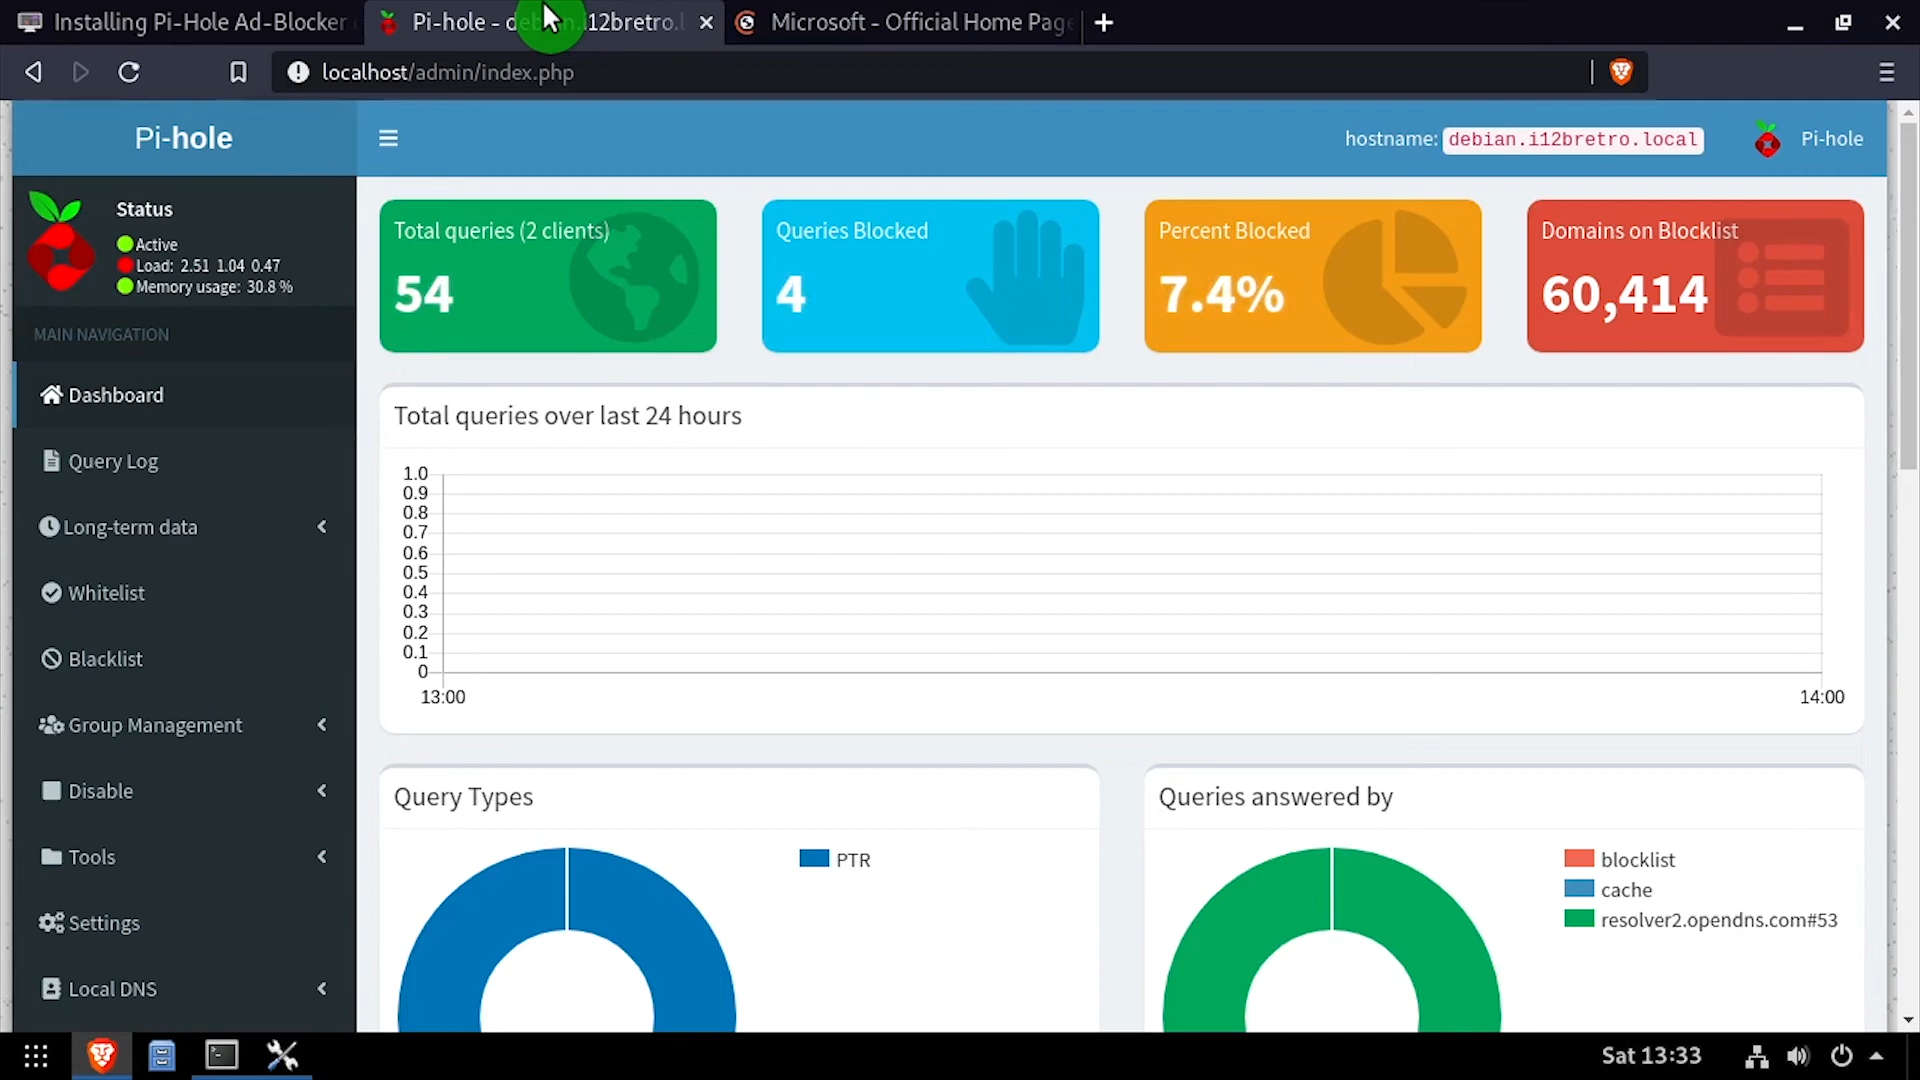 Installing Pi-Hole Ad-Blocker
Pi-hole - debian.i12bretro.l
Microsoft - Official Home Page
localhost/admin/index.php
Pi-hole
hostname: debian.i12bretro.local
Pi-hole
Status
Active
Load: 2.51 1.04 0.47
Memory usage: 30.8 %
MAIN NAVIGATION
Dashboard
Query Log
Long-term data
Whitelist
Blacklist
Group Management
Disable
Tools
Settings
Local DNS
Total queries (2 clients)
54
Queries Blocked
4
Percent Blocked
7.4%
Domains on Blocklist
60,414
Total queries over last 24 hours
1.0
0.9
0.8
0.7
0.6
0.5
0.4
0.3
0.2
0.1
0
13:00
14:00
Query Types
PTR
Queries answered by
blocklist
cache
resolver2.opendns.com#53
Sat 13:33